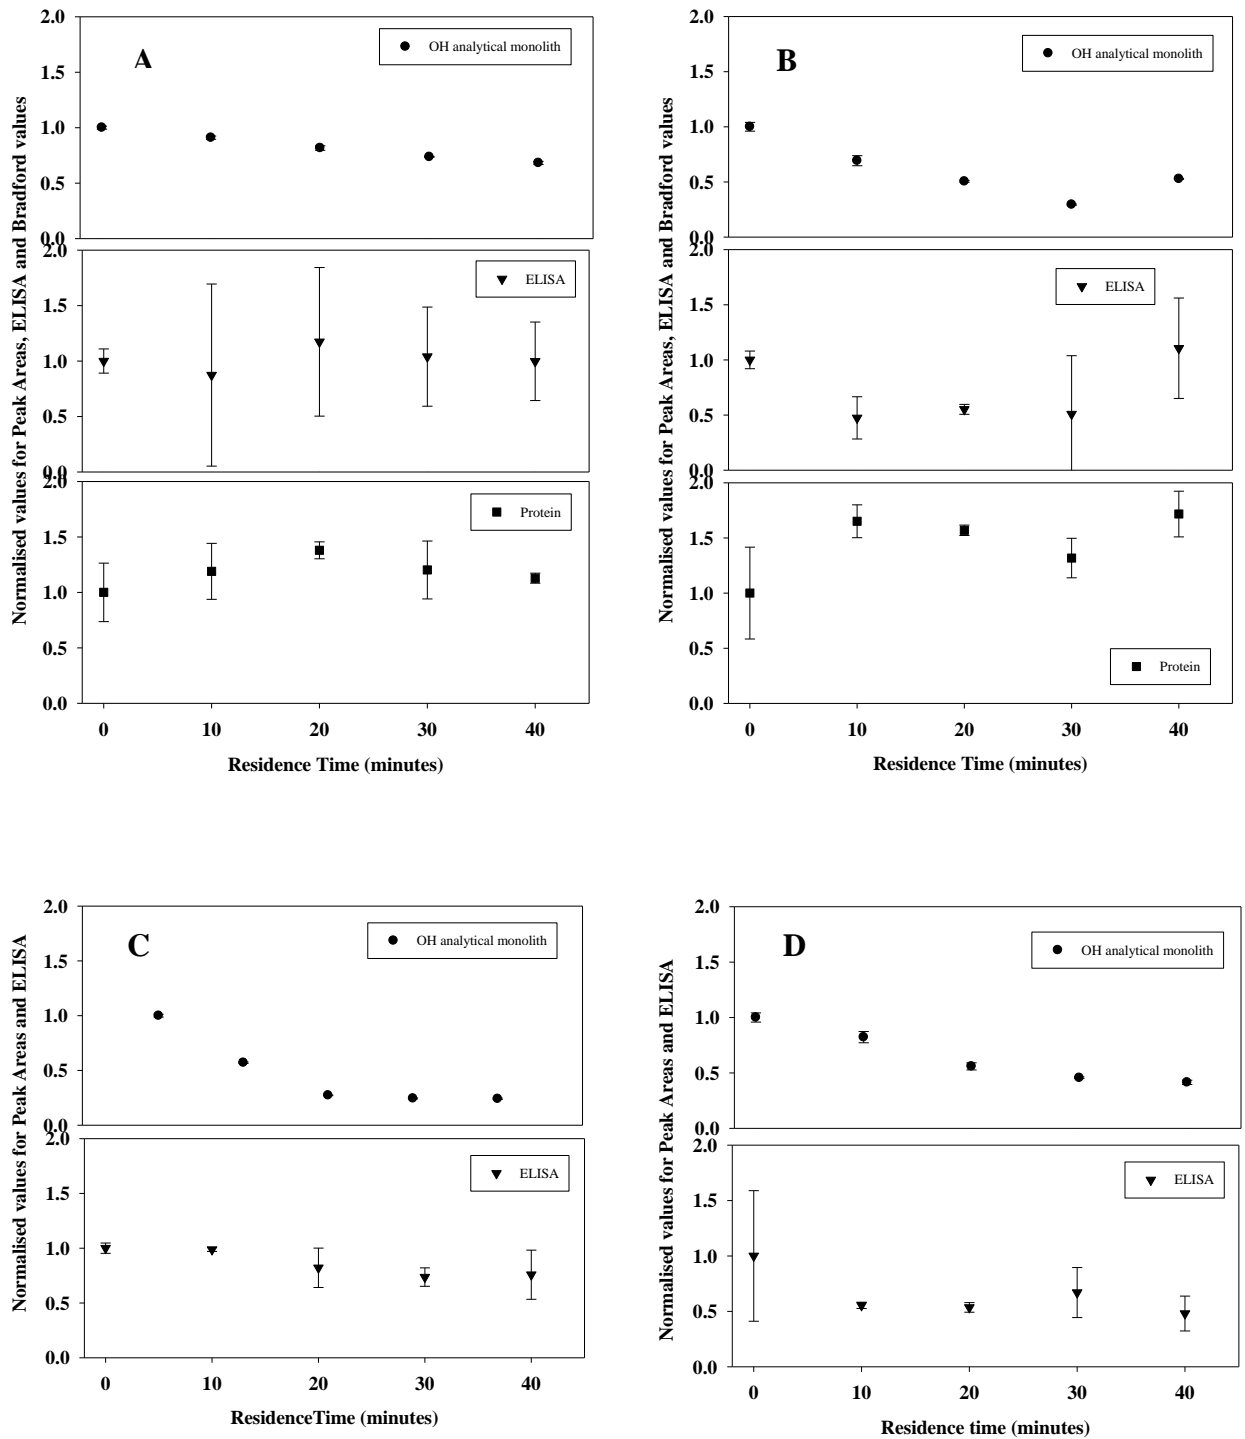 Normalised values for Peak Areas, ELISA and Bradford values
A
OH analytical monolith
2.0
1.5
1.0
0.5
0.0
ELISA
2.0
1.5
1.0
0.5
0.0
Protein
2.0
1.5
1.0
0.5
0.0
0 10 20 30 40
Residence Time (minutes)
Normalised values for Peak Areas, ELISA and Bradford values
B
OH analytical monolith
2.0
1.5
1.0
0.5
0.0
ELISA
2.0
1.5
1.0
0.5
0.0
2.0
1.5
1.0
0.5
0.0
Protein
0 10 20 30 40
Residence Time (minutes)
Normalised values for Peak Areas and ELISA
C
OH analytical monolith
2.0
1.5
1.0
0.5
0.0
ELISA
2.0
1.5
1.0
0.5
0.0
0 10 20 30 40
ResidenceTime (minutes)
Normalised values for Peak Areas and ELISA
D
OH analytical monolith
2.0
1.5
1.0
0.5
0.0
ELISA
2.0
1.5
1.0
0.5
0.0
0 10 20 30 40
Residence time (minutes)